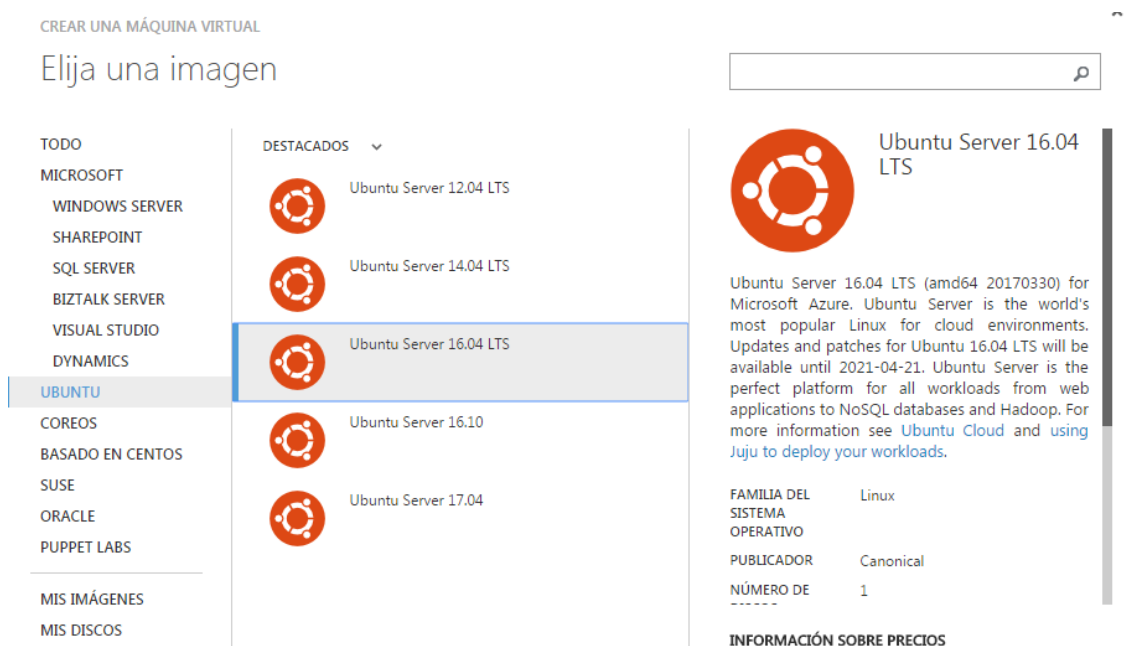 CREAR UNA MÁQUINA VIRTUAL
Elija una imagen
TODO
MICROSOFT
WINDOWS SERVER
SHAREPOINT
SQL SERVER
BIZTALK SERVER
VISUAL STUDIO
DYNAMICS
UBUNTU
COREOS
BASADO EN CENTOS
SUSE
ORACLE
PUPPET LABS
MIS IMÁGENES
MIS DISCOS
DESTACADOS
Ubuntu Server 12.04 LTS
Ubuntu Server 14.04 LTS
Ubuntu Server 16.04 LTS
Ubuntu Server 16.10
Ubuntu Server 17.04
Ubuntu Server 16.04
LTS
Ubuntu Server 16.04 LTS (amd64 20170330) for
Microsoft Azure. Ubuntu Server is the world's
most popular Linux for cloud environments.
Updates and patches for Ubuntu 16.04 LTS will be
available until 2021-04-21. Ubuntu Server is the
perfect platform for all workloads from web
applications to NoSQL databases and Hadoop. For
more information see Ubuntu Cloud and using
Juju to deploy your workloads.
FAMILIA DEL
SISTEMA
OPERATIVO
Linux
PUBLICADOR
Canonical
NÚMERO DE
1
INFORMACIÓN SOBRE PRECIOS